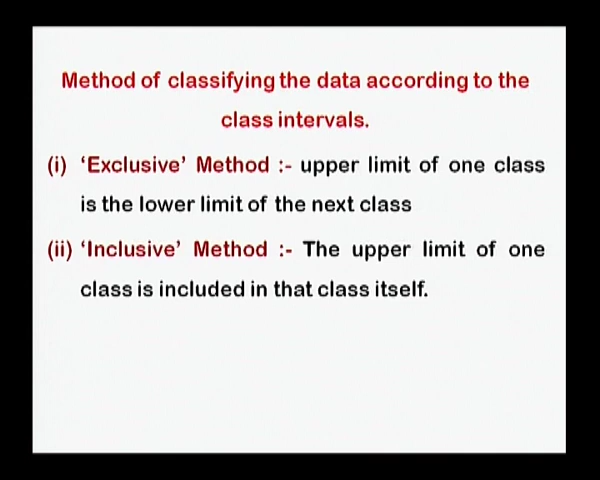 Method of classifying the data according to the
class intervals.
(i) ‘Exclusive’ Method :- upper limit of one class
is the lower limit of the next class
(ii) ‘Inclusive’ Method :- The upper limit of one
class is included in that class itself.